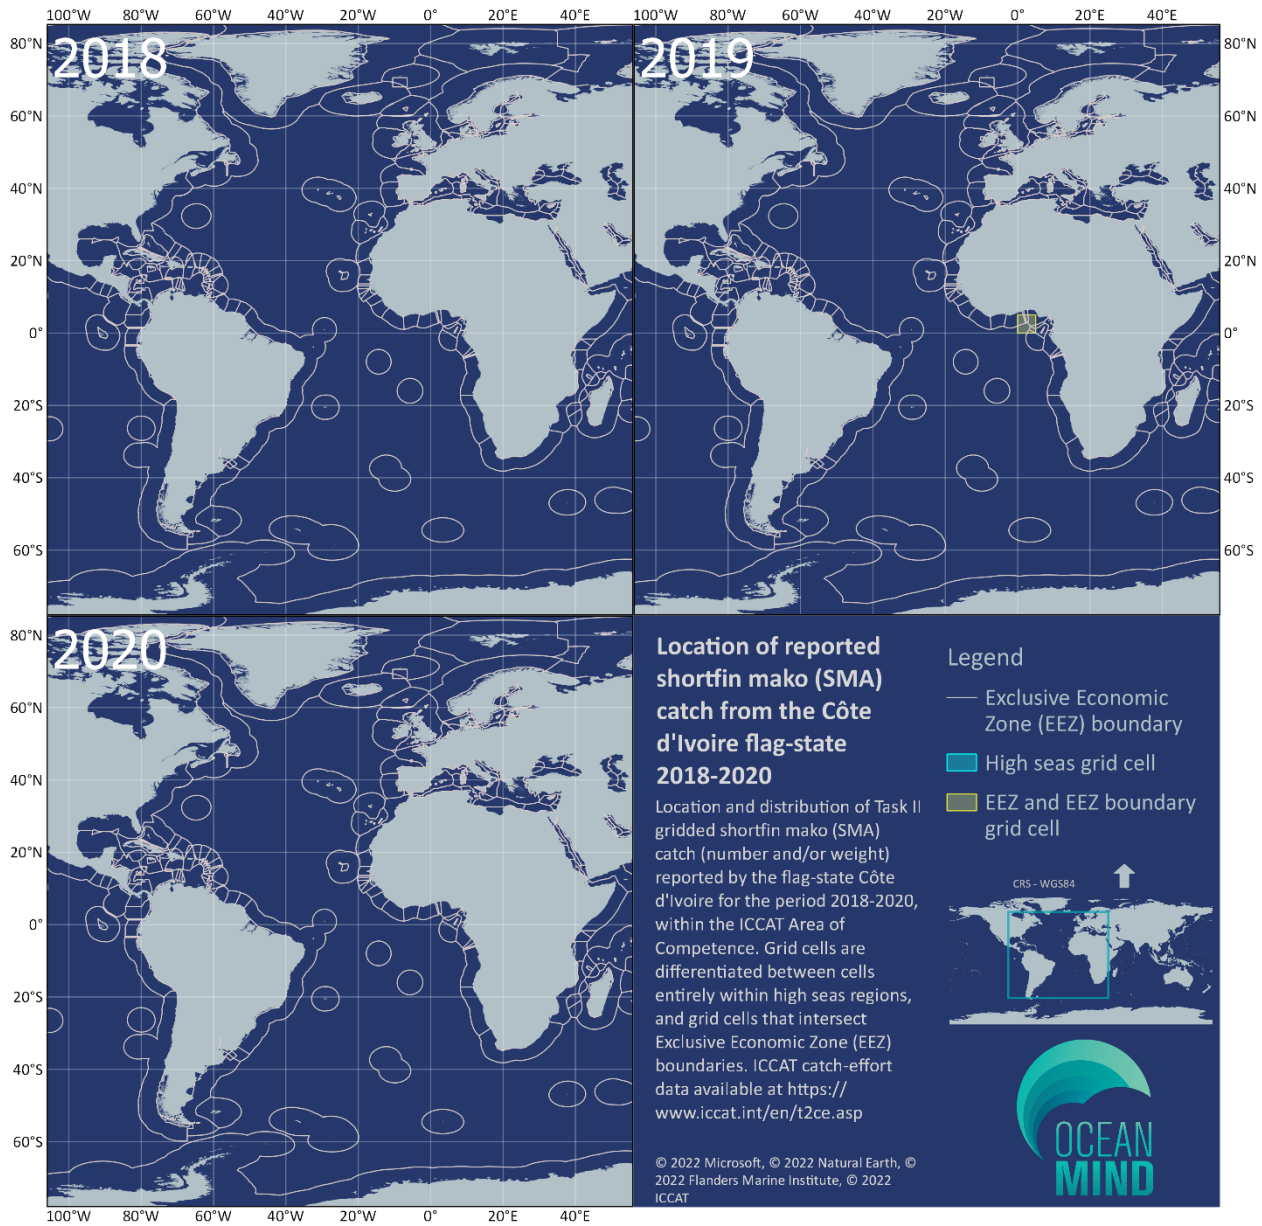 100°W 80°W 60°W 40°W 20°W 0° 20°E 40°E 100°W 80°W 60°W 40°W 20°W 0° 20°E 40°E
2018
2019
80°N
60°N
40°N
20°N
0°
20°S
40°S
60°S
80°N
60°N
40°N
20°N
0°
20°S
40°S
60°S
2020
80°N
60°N
40°N
20°N
0°
20°S
40°S
60°S
100°W 80°W 60°W 40°W 20°W 0° 20°E 40°E
Location of reported
shortfin mako (SMA)
catch from the Côte
d'Ivoire flag-state
2018-2020
Location and distribution of Task II
gridded shortfin mako (SMA)
catch (number and/or weight)
reported by the flag-state Côte
d'Ivoire for the period 2018-2020,
within the ICCAT Area of
Competence. Grid cells are
differentiated between cells
entirely within high seas regions,
and grid cells that intersect
Exclusive Economic Zone (EEZ)
boundaries. ICCAT catch-effort
data available at https://
www.iccat.int/en/t2ce.asp
© 2022 Microsoft, © 2022 Natural Earth, ©
2022 Flanders Marine Institute, © 2022
ICCAT
Legend
Exclusive Economic
Zone (EEZ) boundary
High seas grid cell
EEZ and EEZ boundary
grid cell
CRS - WGS84
OCEAN
MIND